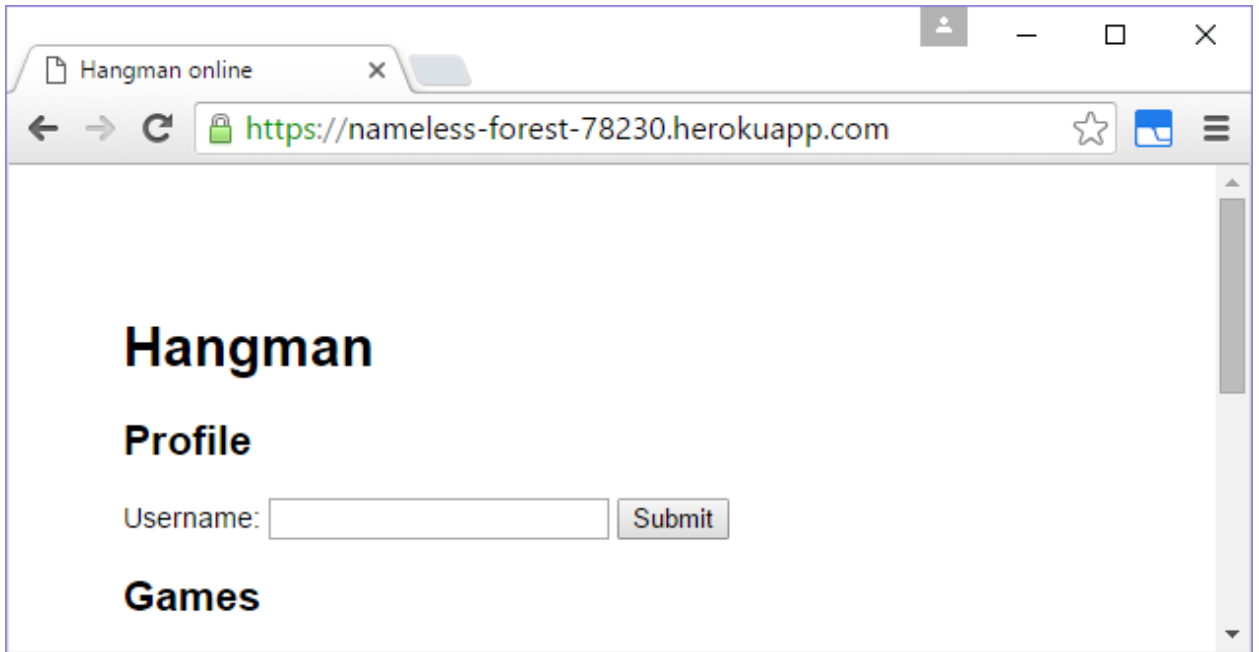 Hangman online
https://nameless-forest-78230.herokuapp.com
Hangman
Profile
Username: Submit
Games